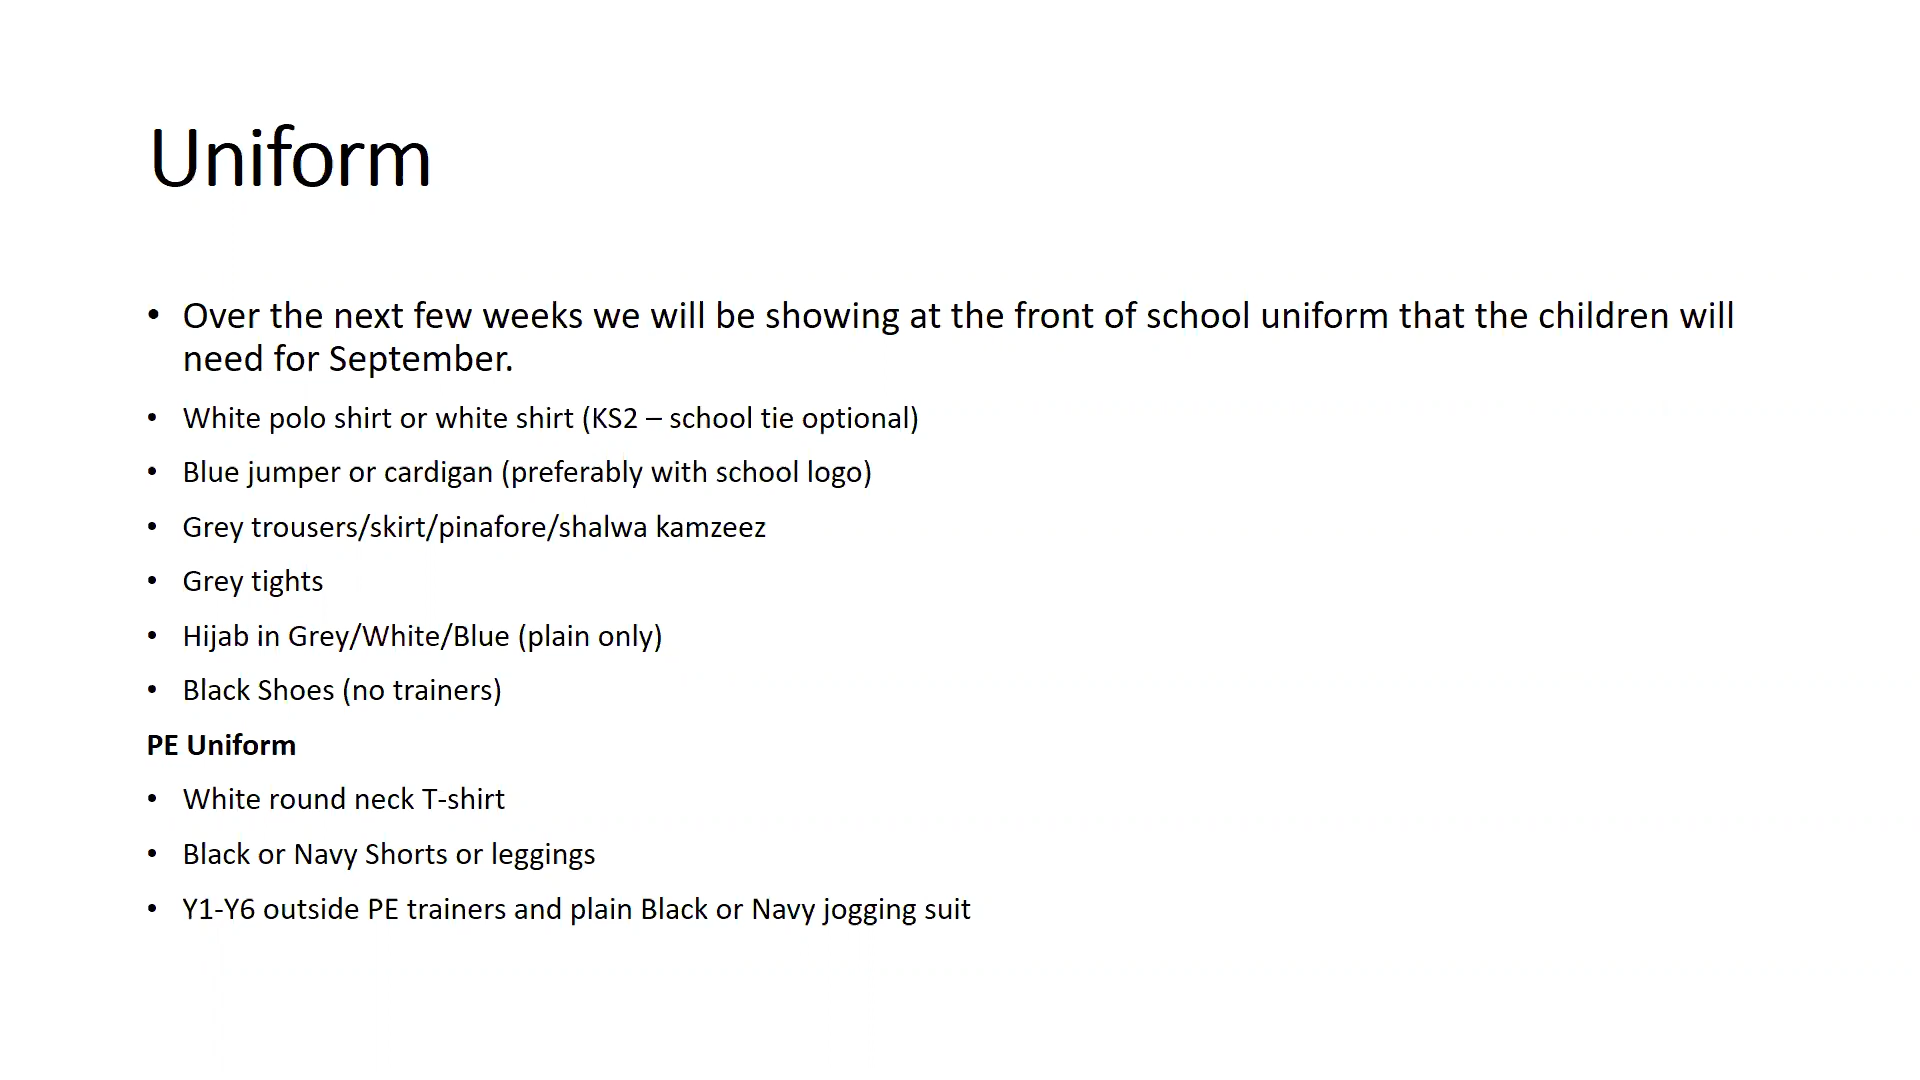 Uniform
• Over the next few weeks we will be showing at the front of school uniform that the children will
need for September.
• White polo shirt or white shirt (KS2 – school tie optional)
• Blue jumper or cardigan (preferably with school logo)
• Grey trousers/skirt/pinafore/shalwa kamzeez
• Grey tights
• Hijab in Grey/White/Blue (plain only)
• Black Shoes (no trainers)
PE Uniform
• White round neck T-shirt
• Black or Navy Shorts or leggings
• Y1-Y6 outside PE trainers and plain Black or Navy jogging suit